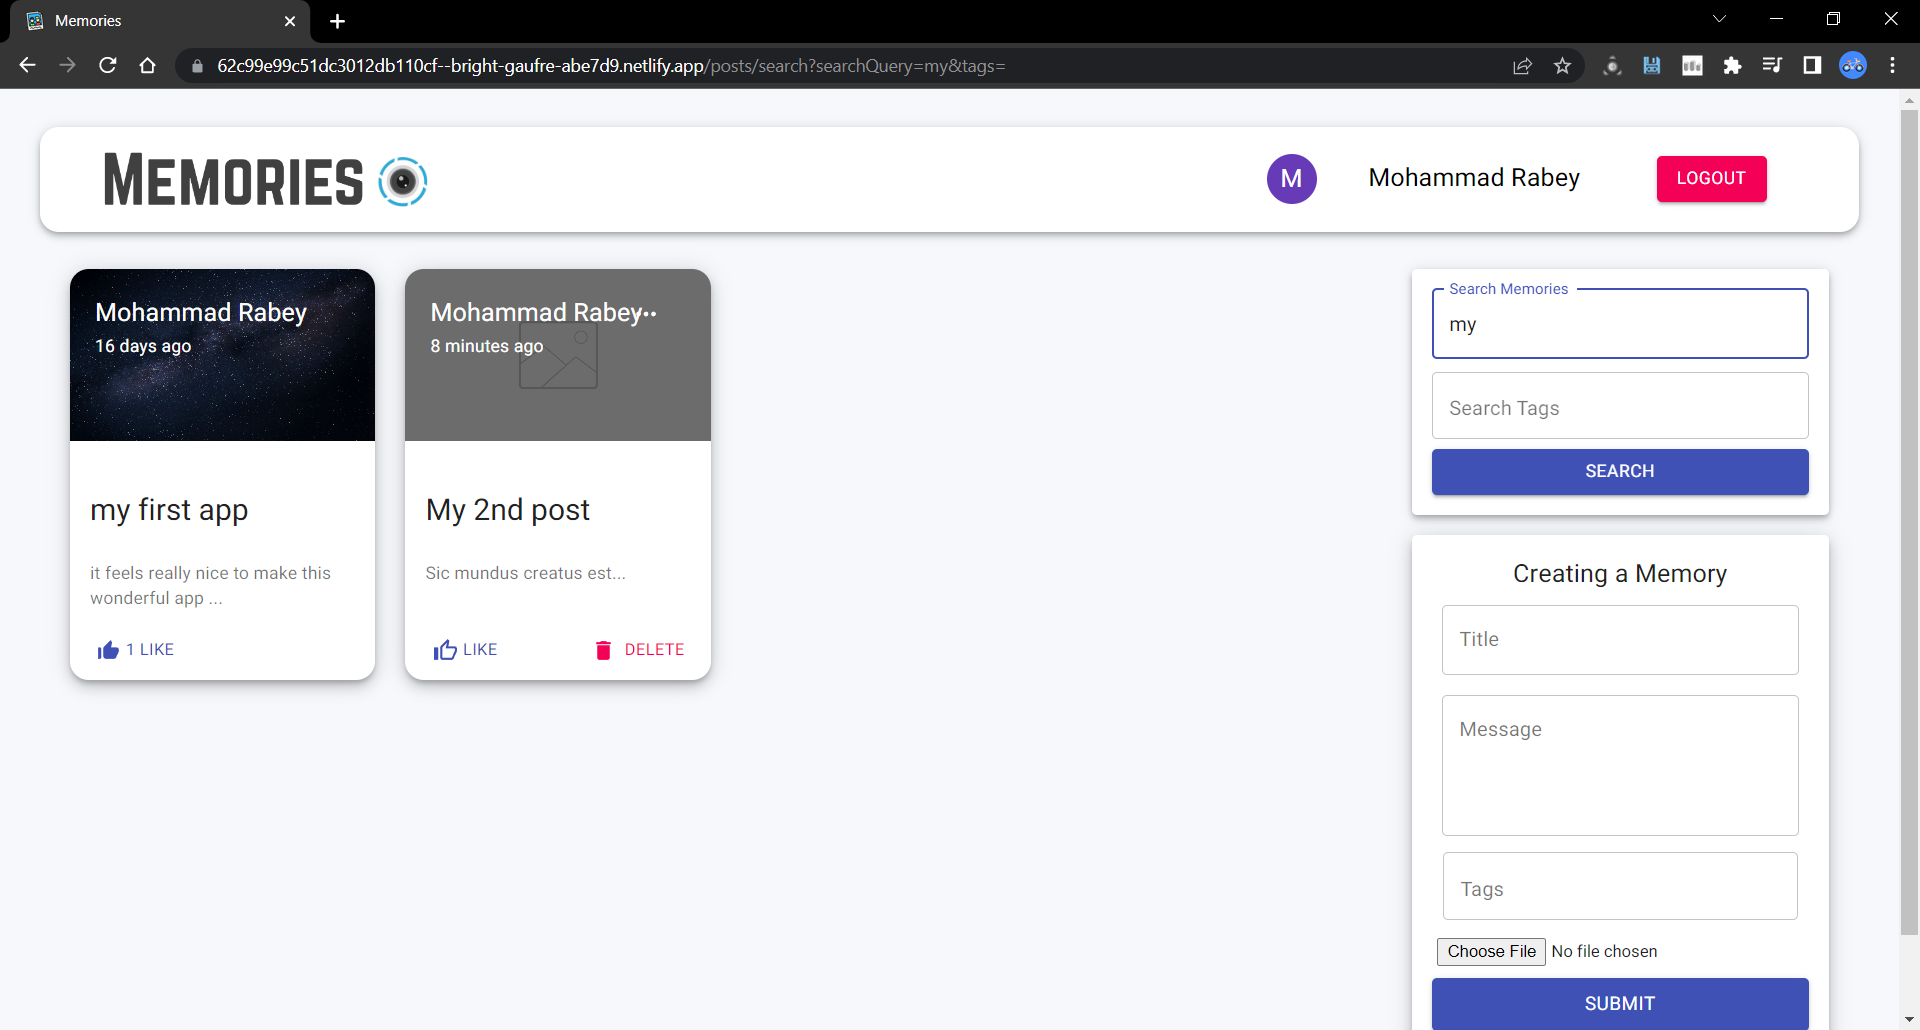 Memories
62c99e99c51dc3012db110cf--bright-gaufre-abe7d9.netlify.app/posts/search?searchQuery=my&tags=
MEMORIES
M
Mohammad Rabey
LOGOUT
Mohammad Rabey
16 days ago
my first app
it feels really nice to make this
wonderful app ...
1 LIKE
Mohammad Rabey
8 minutes ago
My 2nd post
Sic mundus creatus est...
LIKE
DELETE
Search Memories
my
Search Tags
SEARCH
Creating a Memory
Title
Message
Tags
Choose File No file chosen
SUBMIT